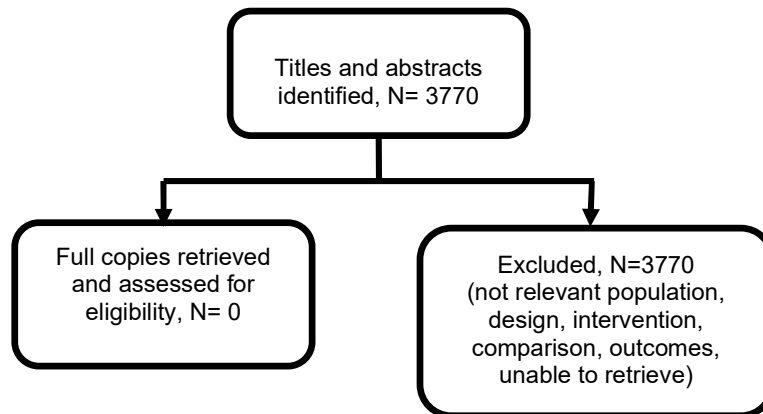 Titles and abstracts
identified, N= 3770
Full copies retrieved
and assessed for
eligibility, N= 0
Excluded, N=3770
(not relevant population,
design, intervention,
comparison, outcomes,
unable to retrieve)